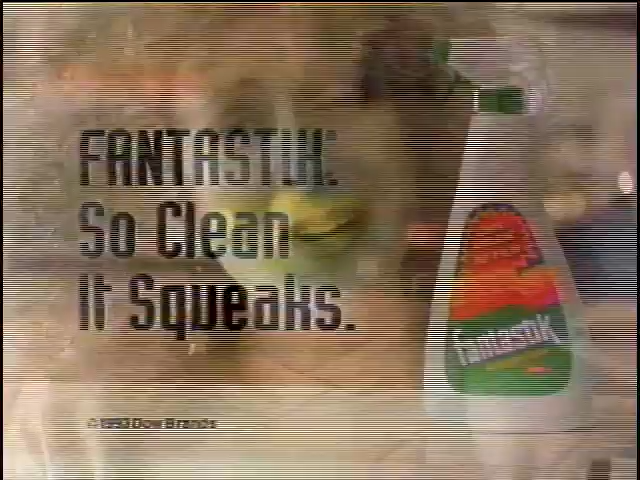 FANTASTIK:
So Clean
It Squeaks.
fantastik
©1993 Dow Brands